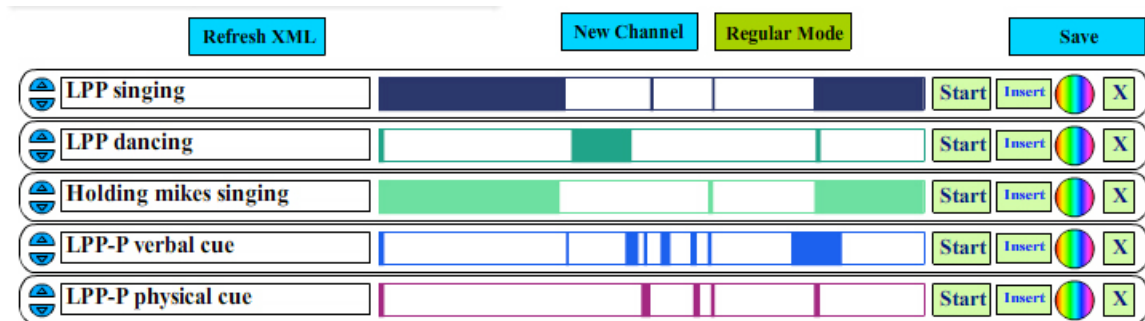 Refresh XML New Channel Regular Mode Save
LPP singing Start Insert X
LPP dancing Start Insert X
Holding mikes singing Start Insert X
LPP-P verbal cue Start Insert X
LPP-P physical cue Start Insert X